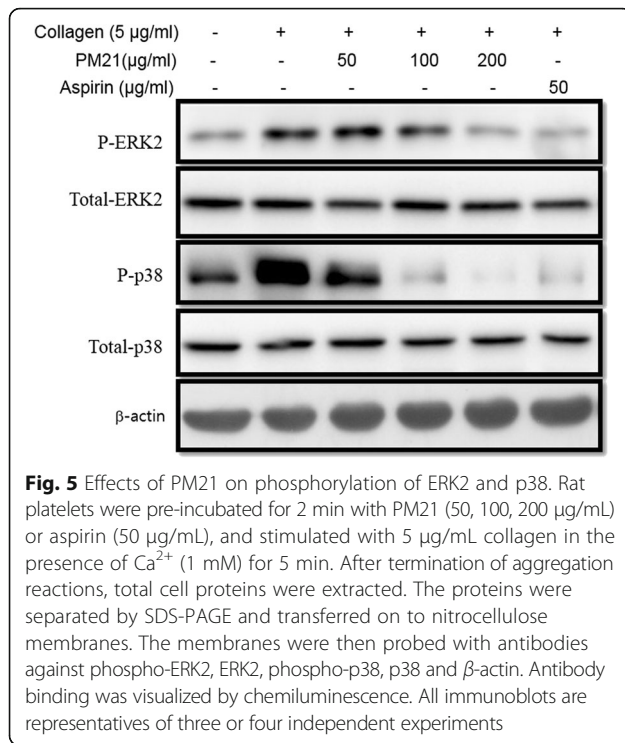 Collagen (5 µg/ml) - + + + + +
PM21(µg/ml) - - 50 100 200 -
Aspirin (µg/ml) - - - - - 50
P-ERK2
Total-ERK2
P-p38
Total-p38
β-actin
Fig. 5 Effects of PM21 on phosphorylation of ERK2 and p38. Rat
platelets were pre-incubated for 2 min with PM21 (50, 100, 200 µg/mL)
or aspirin (50 µg/mL), and stimulated with 5 µg/mL collagen in the
presence of Ca²⁺ (1 mM) for 5 min. After termination of aggregation
reactions, total cell proteins were extracted. The proteins were
separated by SDS-PAGE and transferred on to nitrocellulose
membranes. The membranes were then probed with antibodies
against phospho-ERK2, ERK2, phospho-p38, p38 and β-actin. Antibody
binding was visualized by chemiluminescence. All immunoblots are
representatives of three or four independent experiments